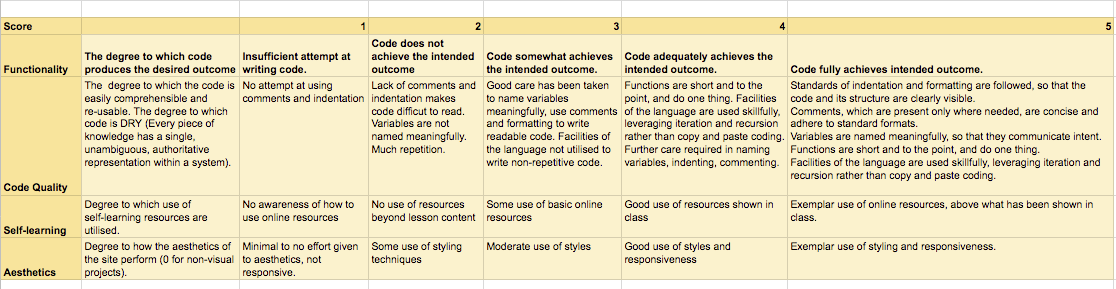 Score 1 2 3 4 5
Functionality
The degree to which code
produces the desired outcome
Insufficient attempt at
writing code.
Code does not
achieve the intended
outcome
Code somewhat achieves
the intended outcome.
Code adequately achieves the
intended outcome.
Code fully achieves intended outcome.
Code Quality
The degree to which the code is
easily comprehensible and
re-usable. The degree to which
code is DRY (Every piece of
knowledge has a single,
unambiguous, authoritative
representation within a system).
No attempt at using
comments and indentation
Lack of comments and
indentation makes
code difficut to read.
Variables are not
named meaningfully.
Much repetition.
Good care has been taken
to name variables
meaningfully, use comments
and formatting to write
readable code. Facilities of
the language not utilised to
write non-repetitive code.
Functions are short and to the
point, and do one thing. Facilities
of the language are used skilfully,
leveraging iteration and recursion
rather than copy and paste coding.
Further care required in naming
variables, indenting, commenting.
Standards of indentation and formatting are followed, so that the
code and its structure are clearly visible.
Comments, which are present only where needed, are concise and
adhere to standard formats.
Variables are named meaningfully, so that they communicate intent.
Functions are short and to the point, and do one thing.
Facilities of the language are used skillfully, leveraging iteration and
recursion rather than copy and paste coding.
Self-learning
Degree to which use of
self-learning resources are
utilised.
No awareness of how to
use online resources
No use of resources
beyond lesson content
Some use of basic online
resources
Good use of resources shown in
class
Exemplar use of online resources, above what has been shown in
class.
Aesthetics
Degree to how the aesthetics of
the site perform (0 for non-visual
projects).
Minimal to no effort given
to aesthetics, not
responsive.
Some use of styling
techniques
Moderate use of styles
Good use of styles and
responsiveness
Exemplar use of styling and responsiveness.